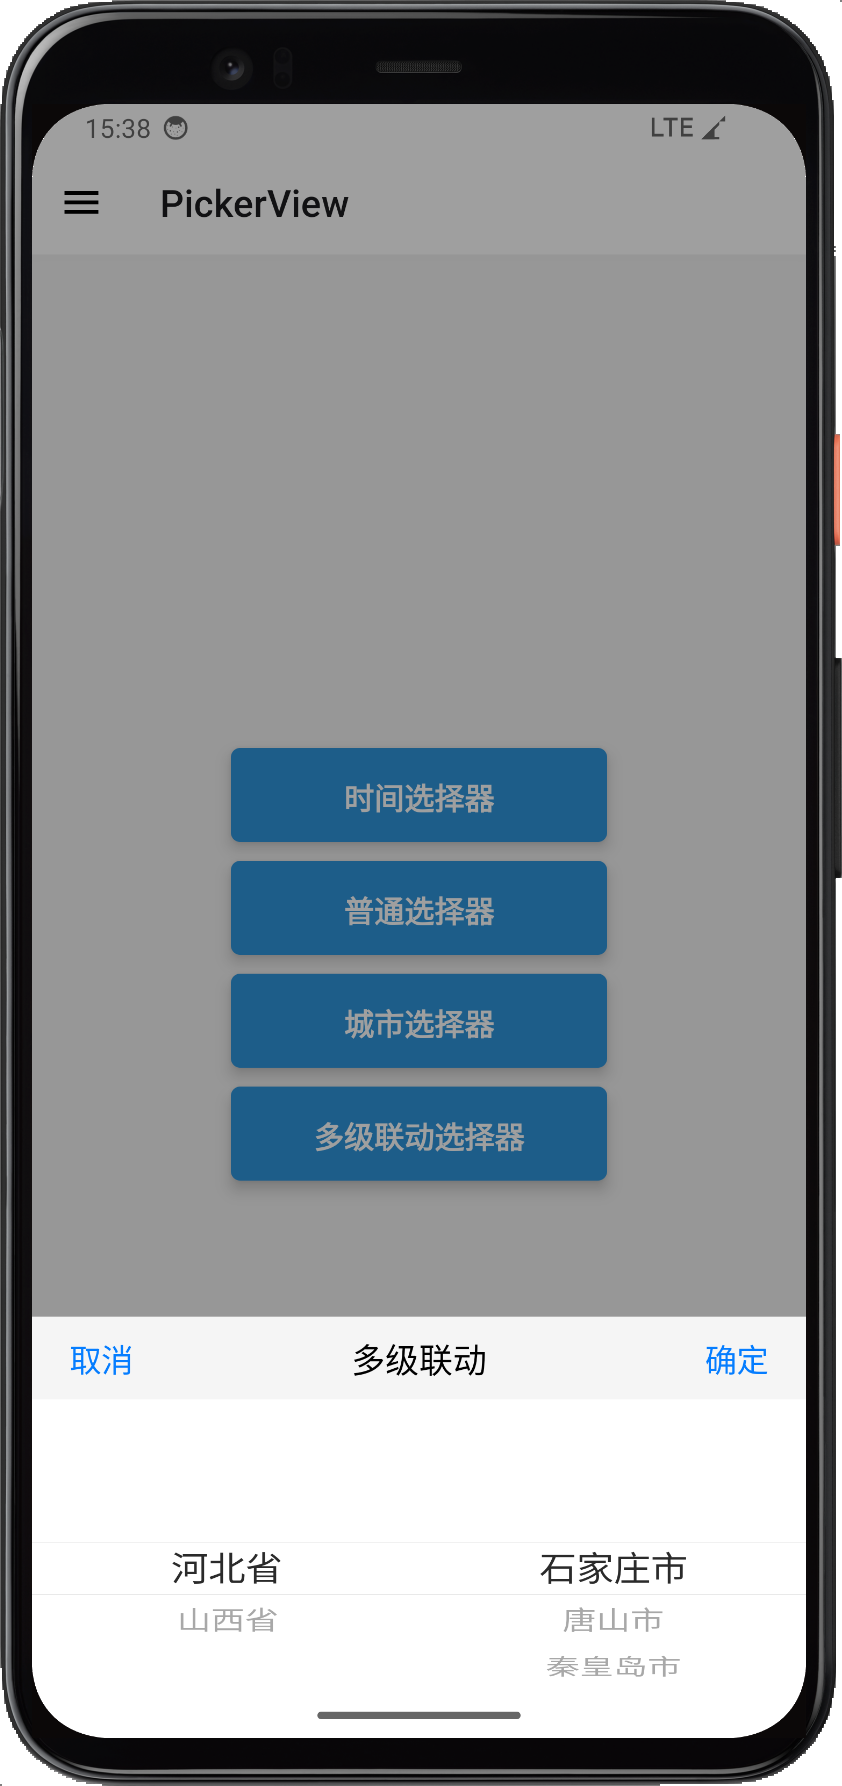 15:38 LTE
PickerView
时间选择器
普通选择器
城市选择器
多级联动选择器
取消 多级联动 确定
河北省 石家庄市
山西省 唐山市
秦皇岛市